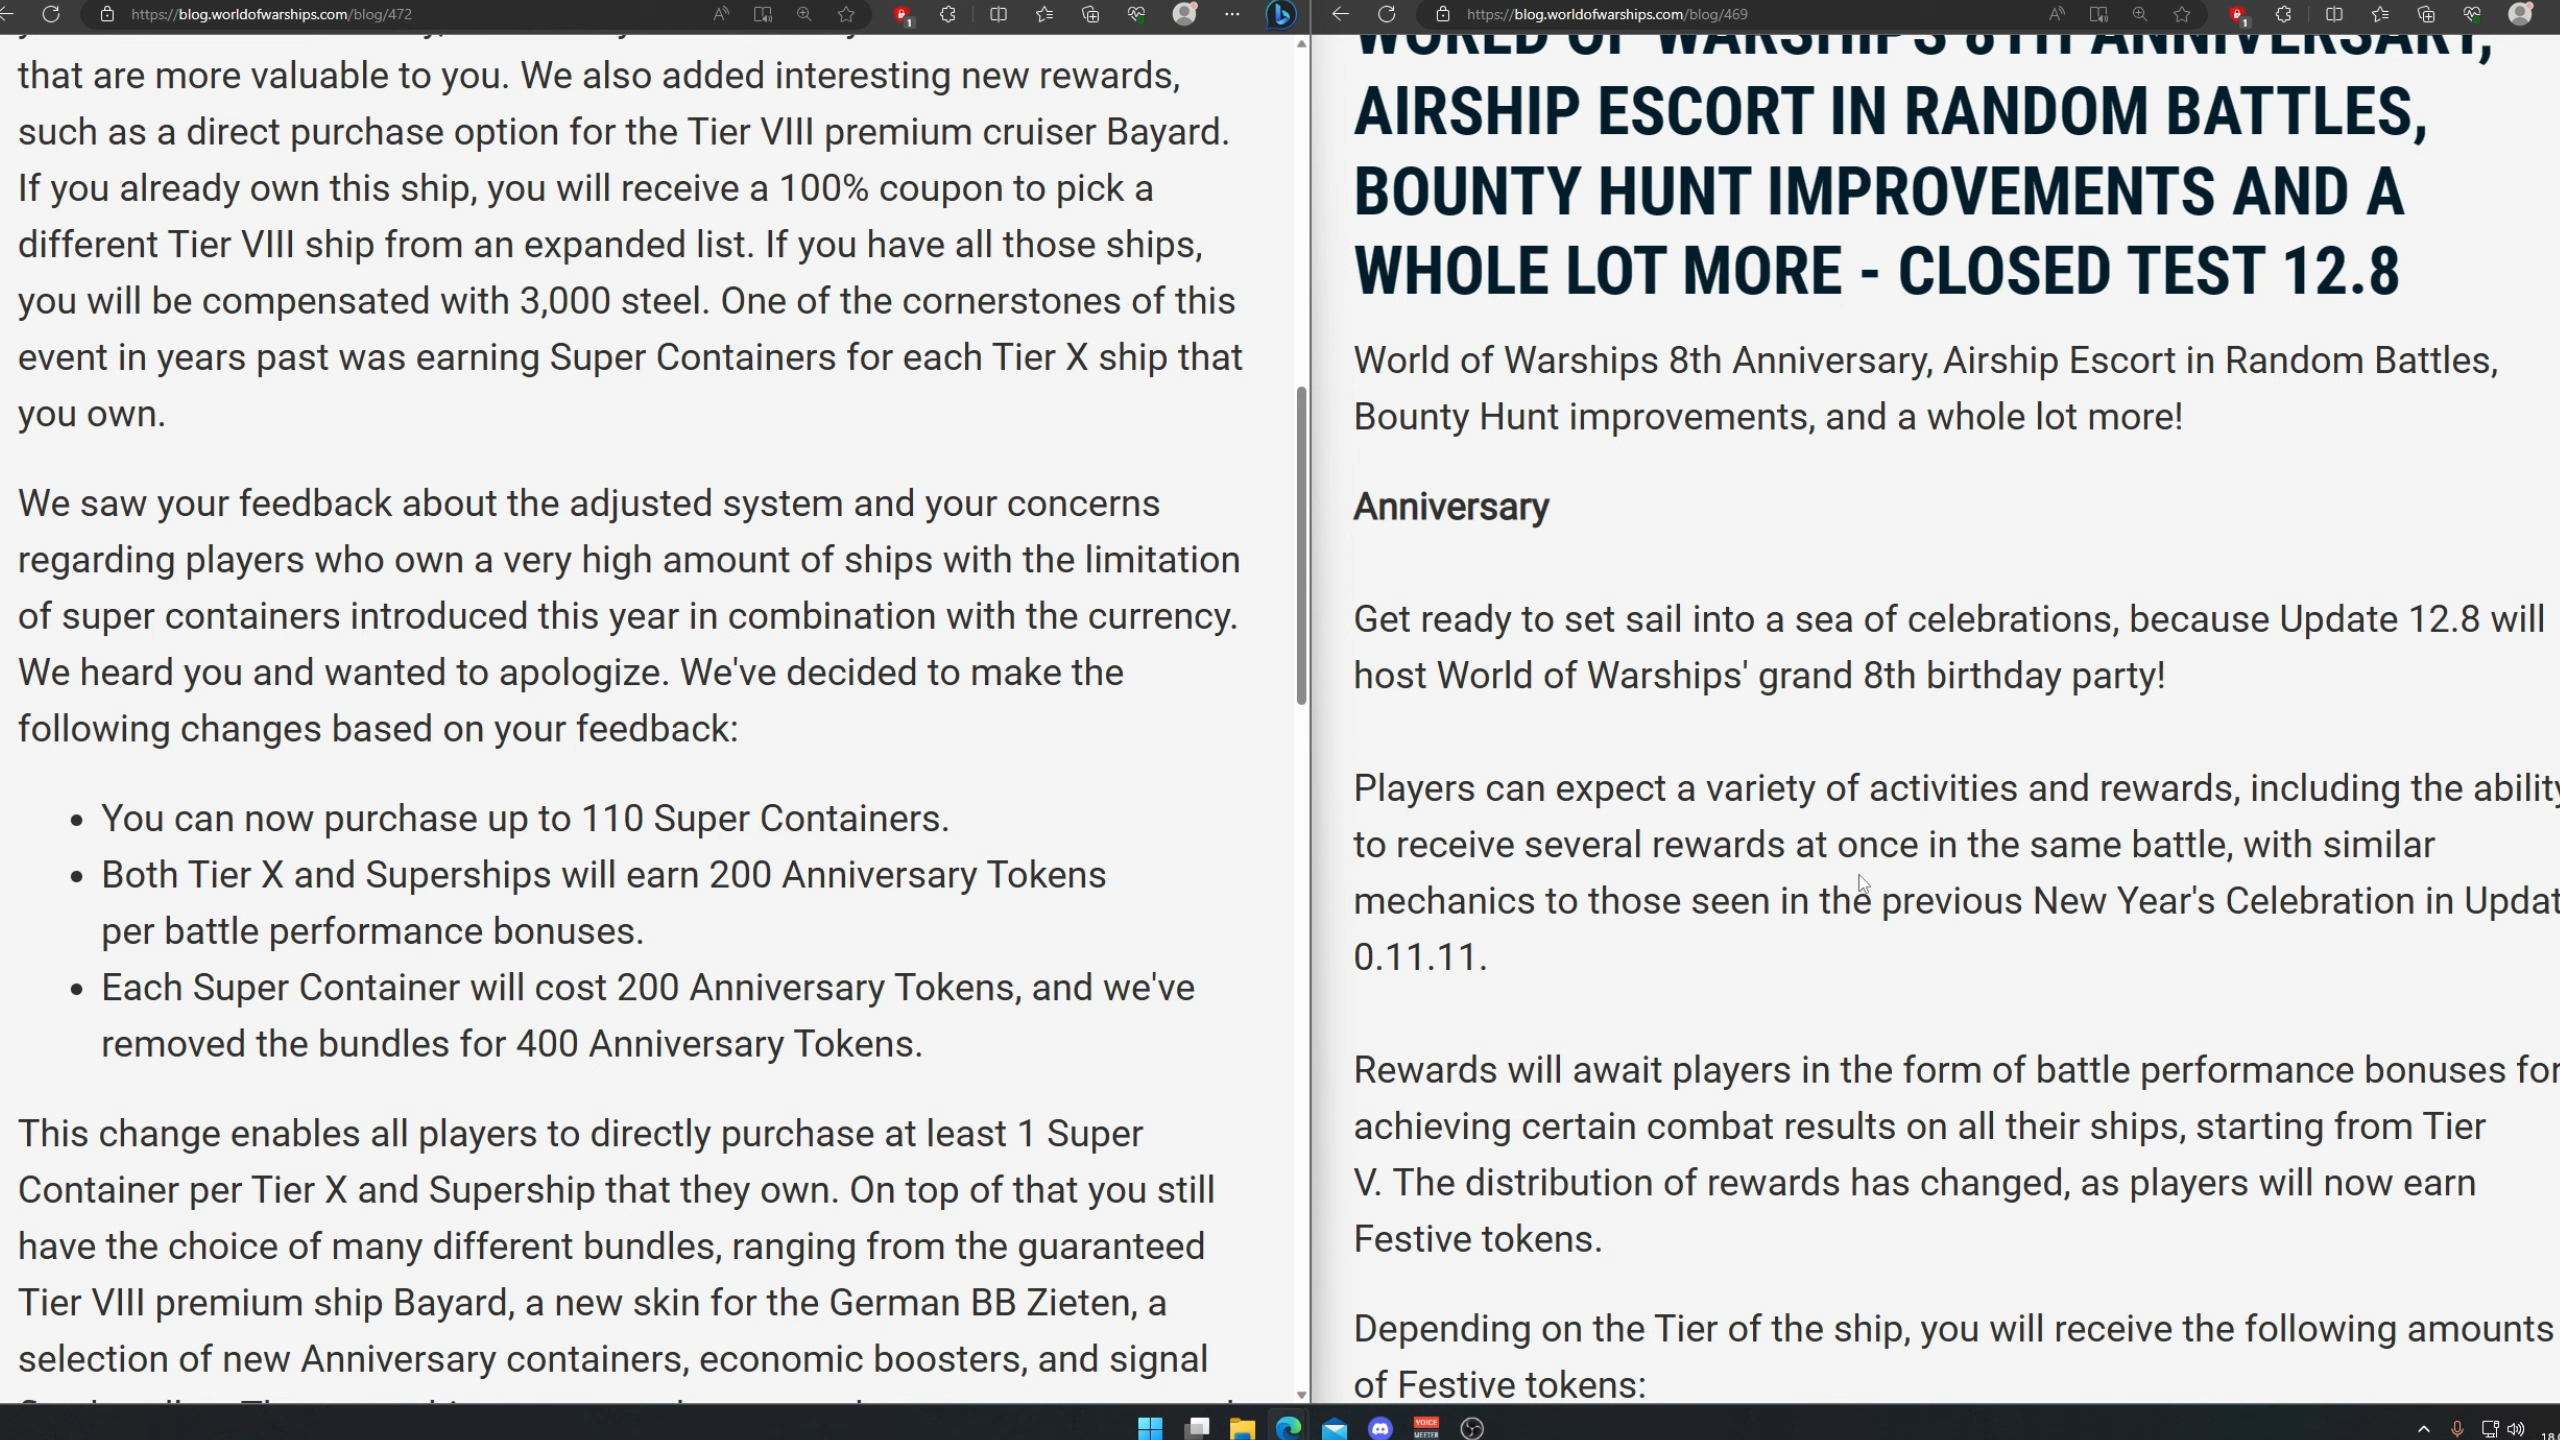 https://blog.worldofwarships.com/blog/472
that are more valuable to you. We also added interesting new rewards,
such as a direct purchase option for the Tier VIII premium cruiser Bayard.
If you already own this ship, you will receive a 100% coupon to pick a
different Tier VIII ship from an expanded list. If you have all those ships,
you will be compensated with 3,000 steel. One of the cornerstones of this
event in years past was earning Super Containers for each Tier X ship that
you own.
We saw your feedback about the adjusted system and your concerns
regarding players who own a very high amount of ships with the limitation
of super containers introduced this year in combination with the currency.
We heard you and wanted to apologize. We've decided to make the
following changes based on your feedback:
• You can now purchase up to 110 Super Containers.
• Both Tier X and Superships will earn 200 Anniversary Tokens
per battle performance bonuses.
• Each Super Container will cost 200 Anniversary Tokens, and we've
removed the bundles for 400 Anniversary Tokens.
This change enables all players to directly purchase at least 1 Super
Container per Tier X and Supership that they own. On top of that you still
have the choice of many different bundles, ranging from the guaranteed
Tier VIII premium ship Bayard, a new skin for the German BB Zieten, a
selection of new Anniversary containers, economic boosters, and signal
https://blog.worldofwarships.com/blog/469
WORLD OF WARSHIPS 8TH ANNIVERSARY,
AIRSHIP ESCORT IN RANDOM BATTLES,
BOUNTY HUNT IMPROVEMENTS AND A
WHOLE LOT MORE - CLOSED TEST 12.8
World of Warships 8th Anniversary, Airship Escort in Random Battles,
Bounty Hunt improvements, and a whole lot more!
Anniversary
Get ready to set sail into a sea of celebrations, because Update 12.8 will
host World of Warships' grand 8th birthday party!
Players can expect a variety of activities and rewards, including the ability
to receive several rewards at once in the same battle, with similar
mechanics to those seen in the previous New Year's Celebration in Updat
0.11.11.
Rewards will await players in the form of battle performance bonuses for
achieving certain combat results on all their ships, starting from Tier
V. The distribution of rewards has changed, as players will now earn
Festive tokens.
Depending on the Tier of the ship, you will receive the following amounts
of Festive tokens:
VOICE
MEETER